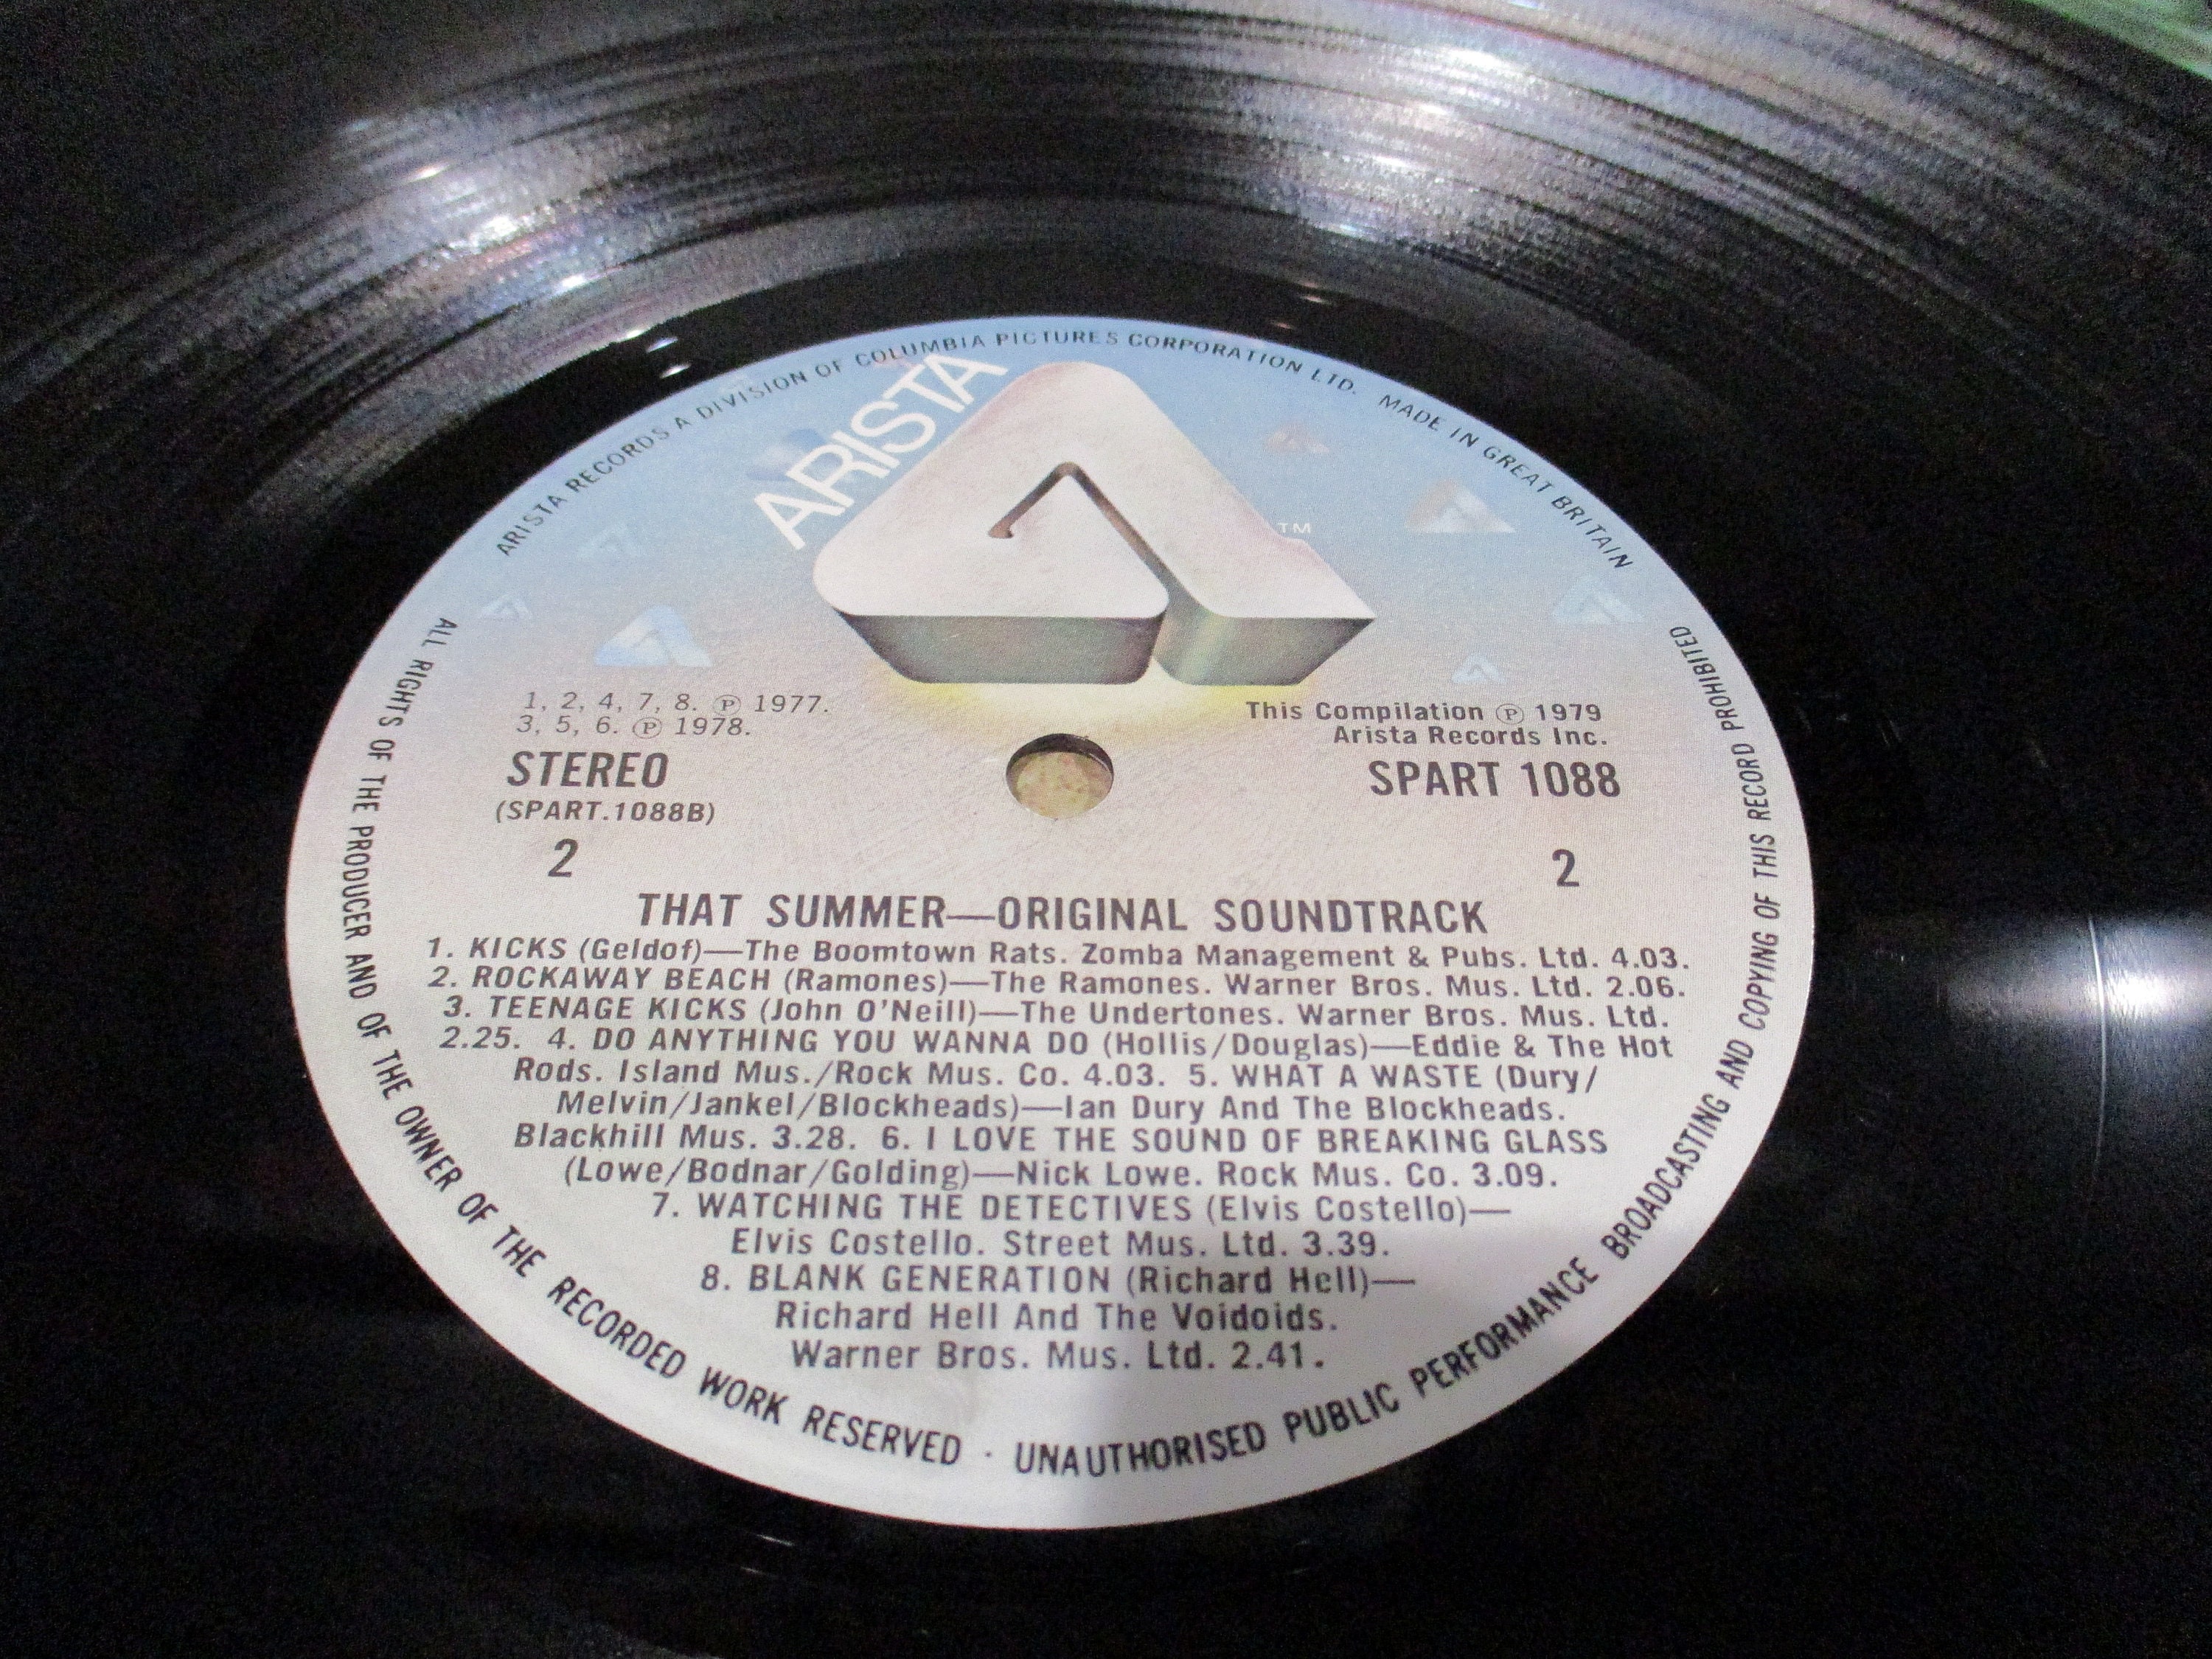 ARISTA RECORDS A DIVISION OF COLUMBIA PICTURES CORPORATION LTD. MADE IN GREAT BRITAIN
ARISTA
TM
1, 2, 4, 7, 8. ℗ 1977.
3, 5, 6. ℗ 1978.
This Compilation ℗ 1979
Arista Records Inc.
STEREO
SPART 1088
(SPART.1088B)
2
2
THAT SUMMER—ORIGINAL SOUNDTRACK
1. KICKS (Geldof)—The Boomtown Rats. Zomba Management & Pubs. Ltd. 4.03.
2. ROCKAWAY BEACH (Ramones)—The Ramones. Warner Bros. Mus. Ltd. 2.06.
3. TEENAGE KICKS (John O'Neill)—The Undertones. Warner Bros. Mus. Ltd.
2.25. 4. DO ANYTHING YOU WANNA DO (Hollis/Douglas)—Eddie & The Hot
Rods. Island Mus./Rock Mus. Co. 4.03. 5. WHAT A WASTE (Dury/
Melvin/Jankel/Blockheads)—Ian Dury And The Blockheads.
Blackhill Mus. 3.28. 6. I LOVE THE SOUND OF BREAKING GLASS
(Lowe/Bodnar/Golding)—Nick Lowe. Rock Mus. Co. 3.09.
7. WATCHING THE DETECTIVES (Elvis Costello)—
Elvis Costello. Street Mus. Ltd. 3.39.
8. BLANK GENERATION (Richard Hell)—
Richard Hell And The Voidoids.
Warner Bros. Mus. Ltd. 2.41.
ALL RIGHTS OF THE PRODUCER AND OF THE OWNER OF THE RECORDED WORK RESERVED · UNAUTHORISED PUBLIC PERFORMANCE BROADCASTING AND COPYING OF THIS RECORD PROHIBITED